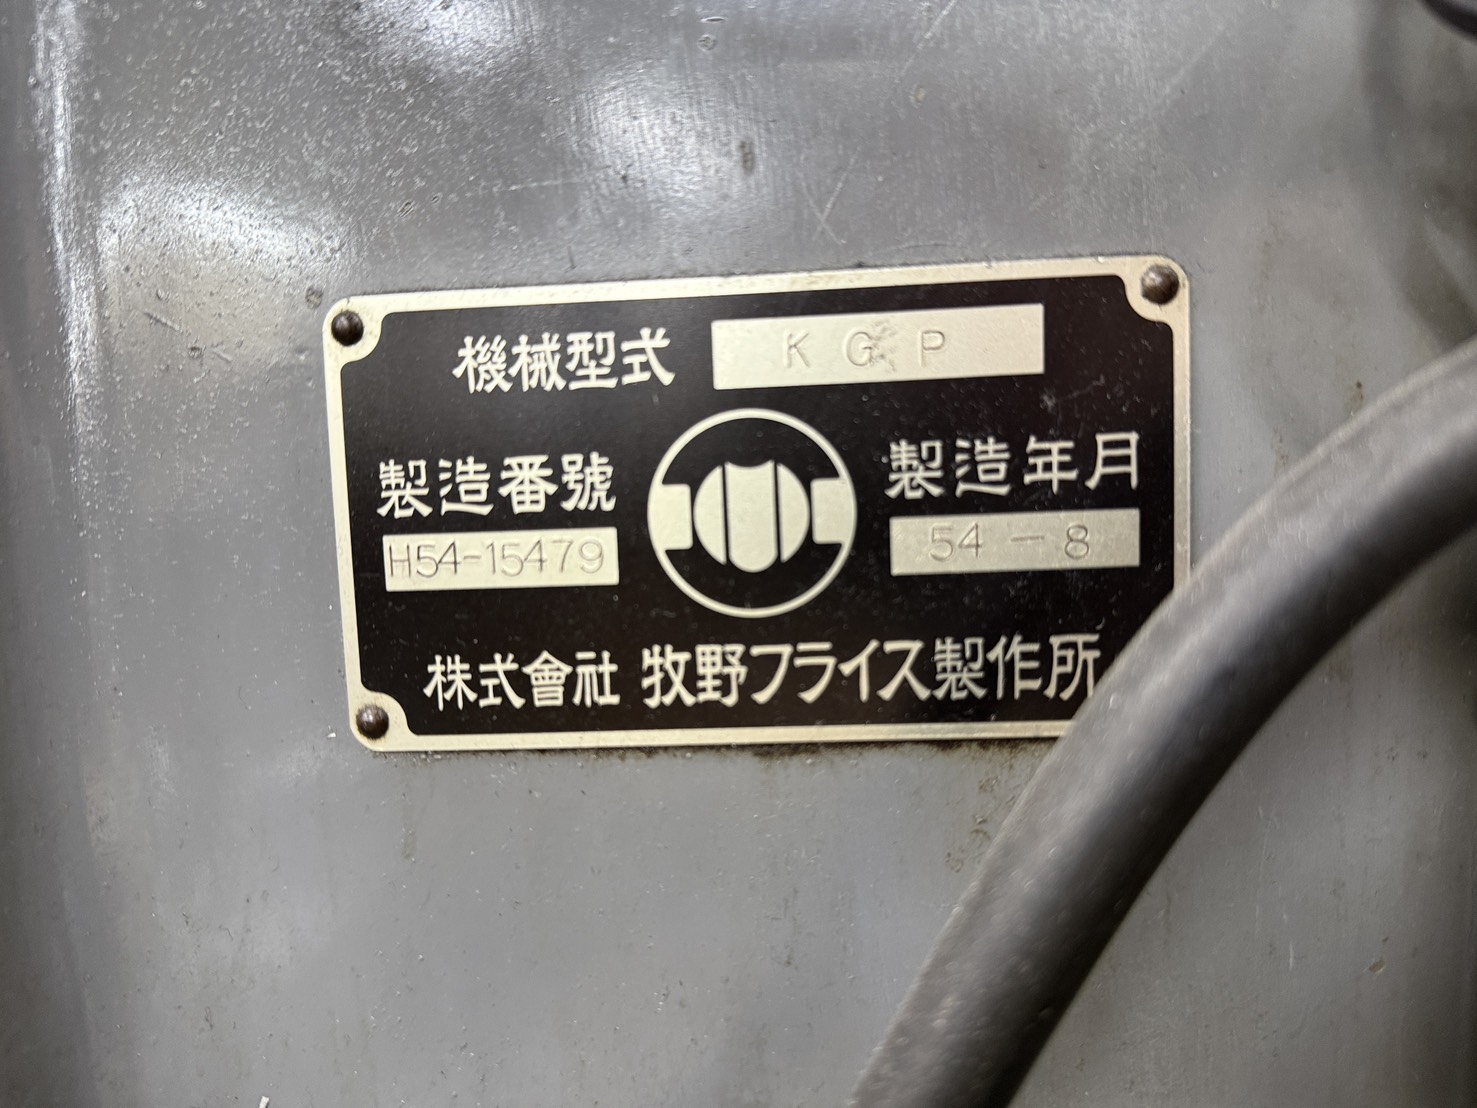 機械型式 KGP
製造番號 製造年月
H54-15479 54-8
株式會社 牧野フライス製作所